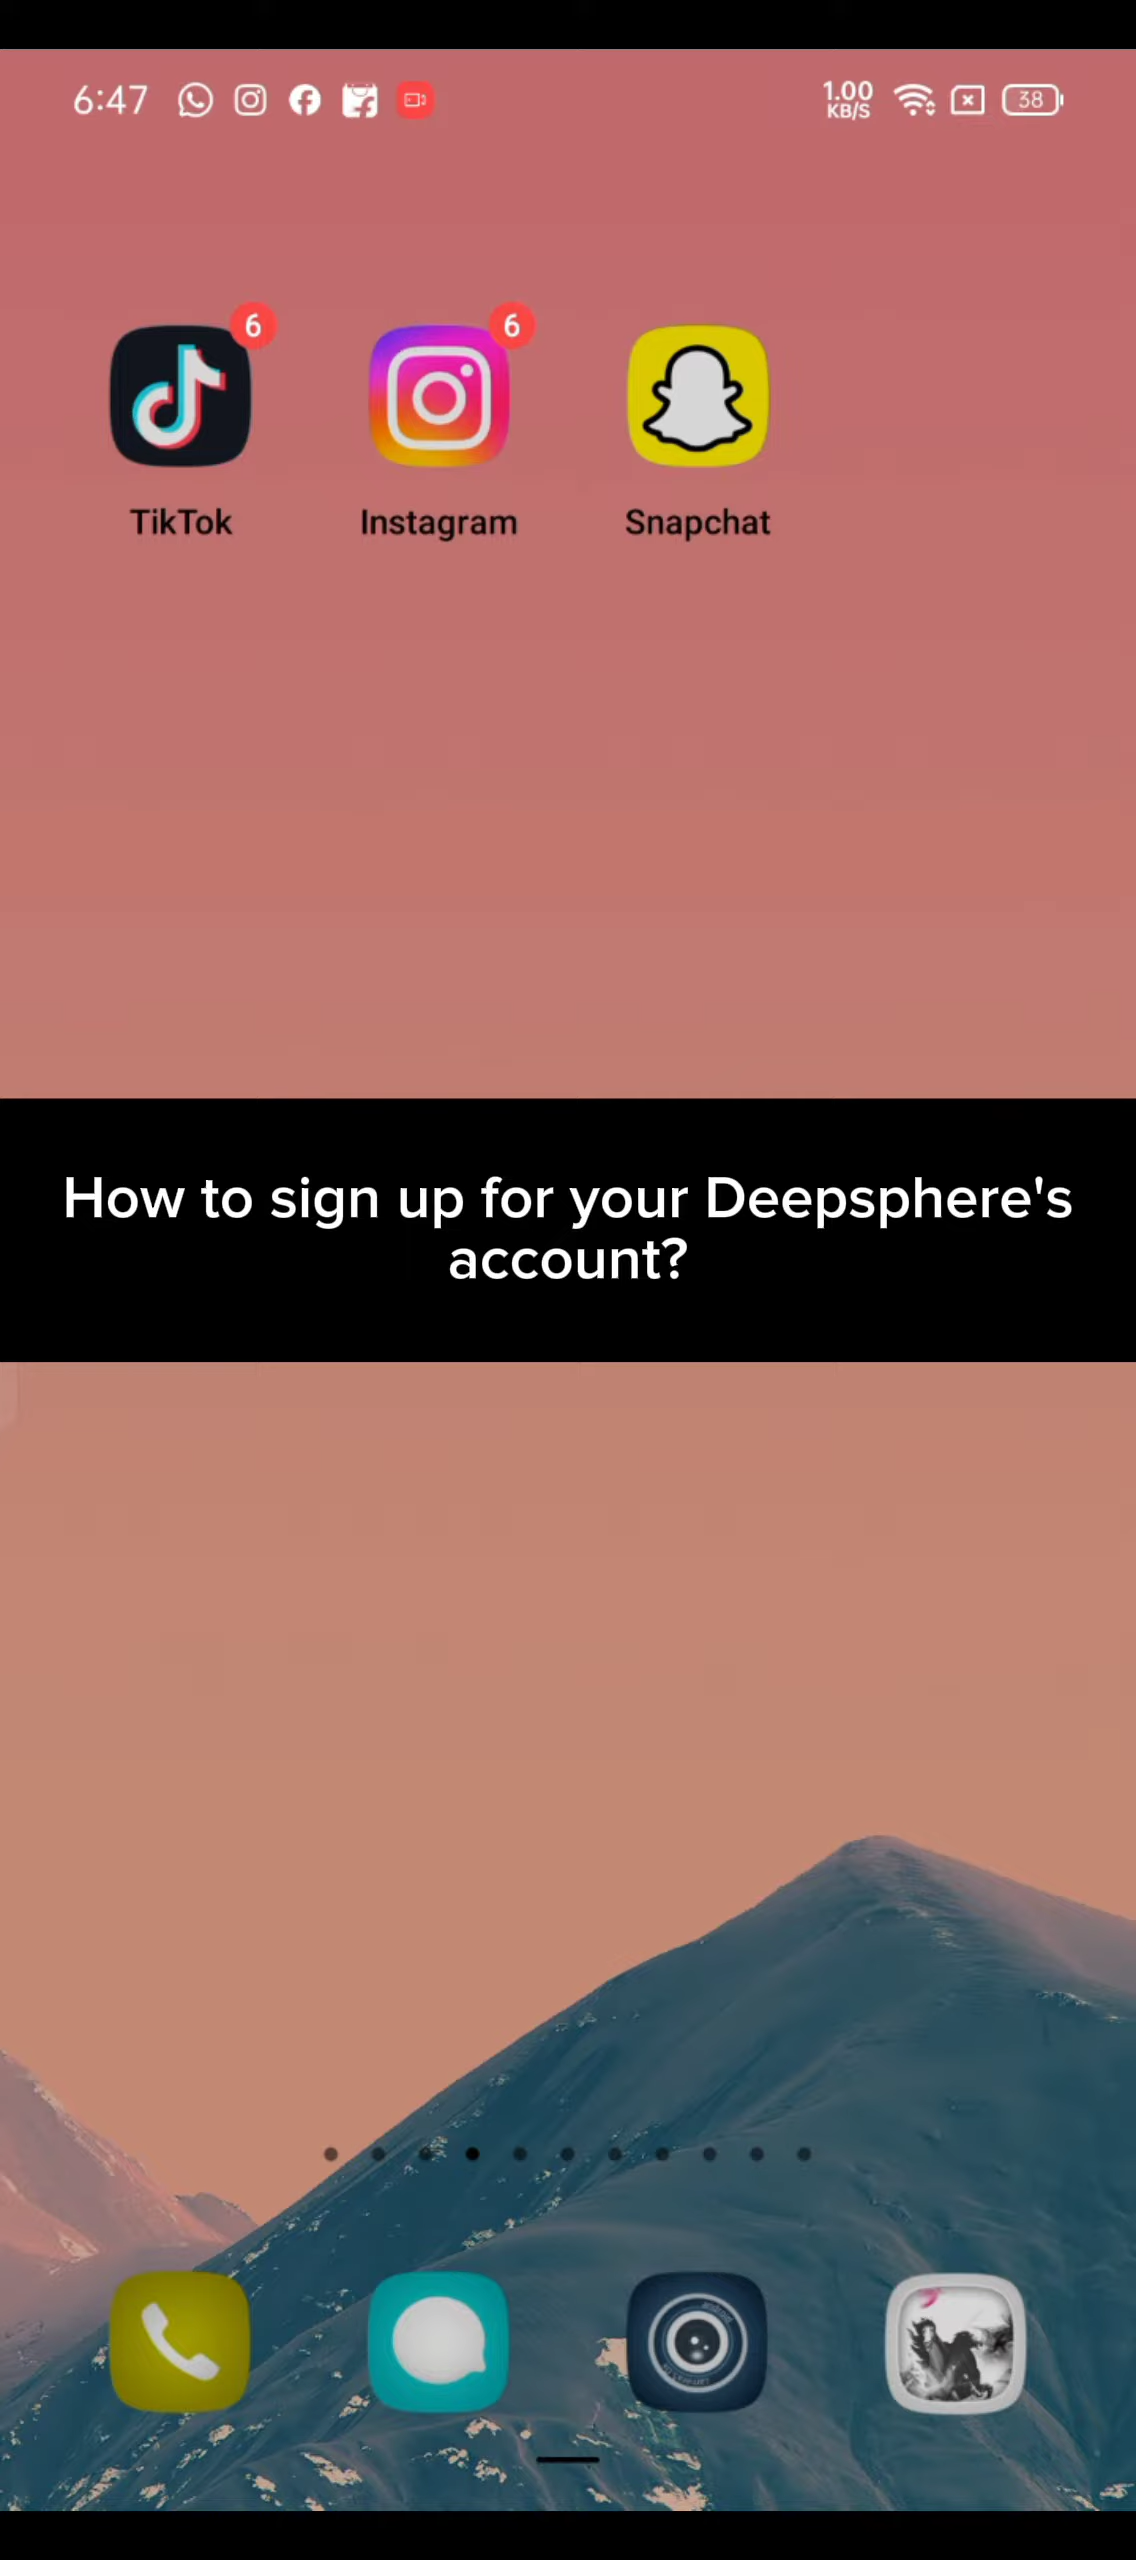 6:47
1.00
KB/S
38
6
6
TikTok
Instagram
Snapchat
How to sign up for your Deepsphere's
account?